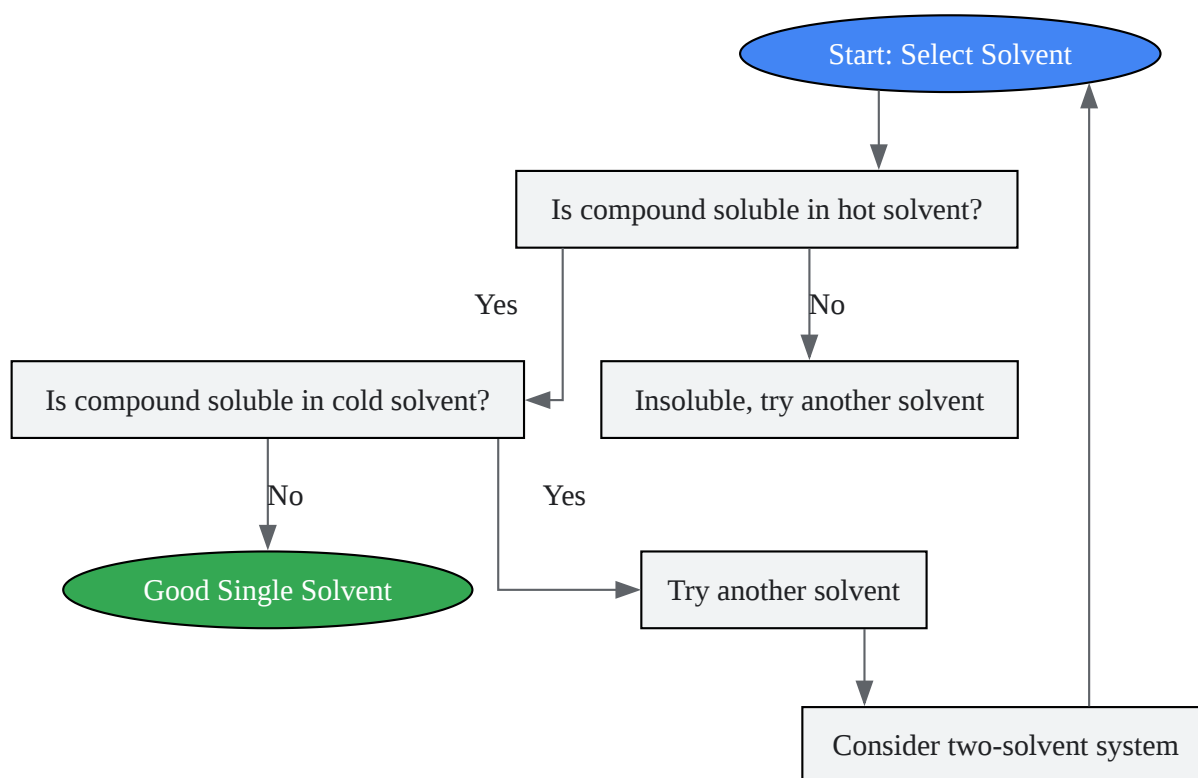 Start: Select Solvent
Is compound soluble in hot solvent?
Yes
No
Is compound soluble in cold solvent?
Insoluble, try another solvent
No
Yes
Good Single Solvent
Try another solvent
Consider two-solvent system